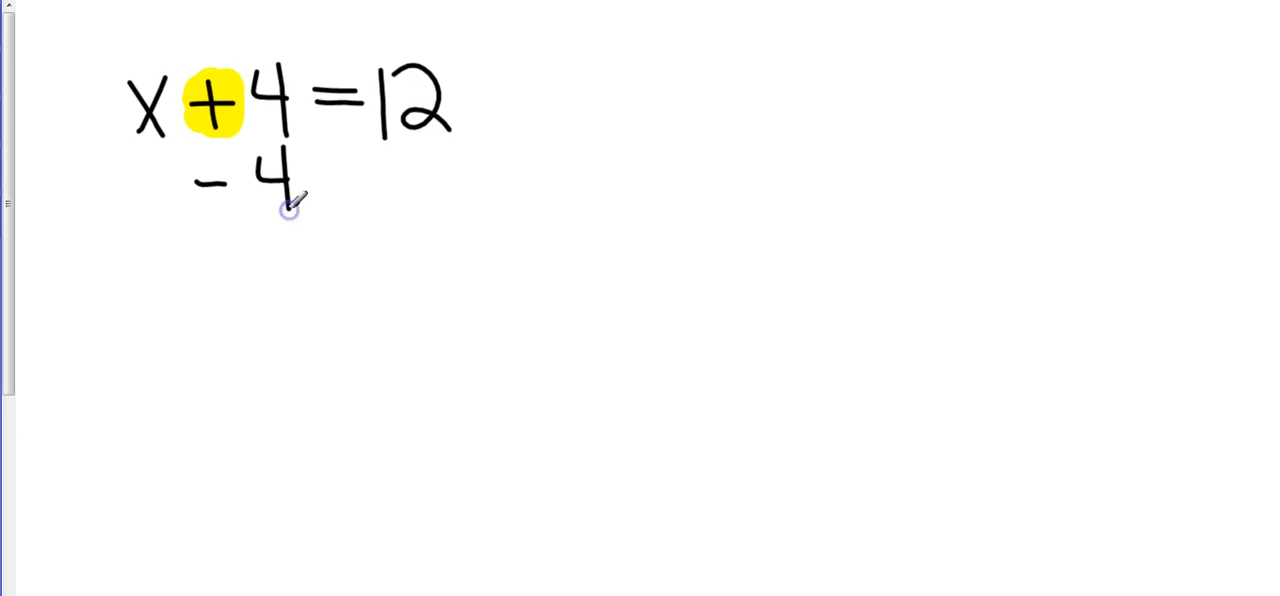 x + 4 = 12
- 4